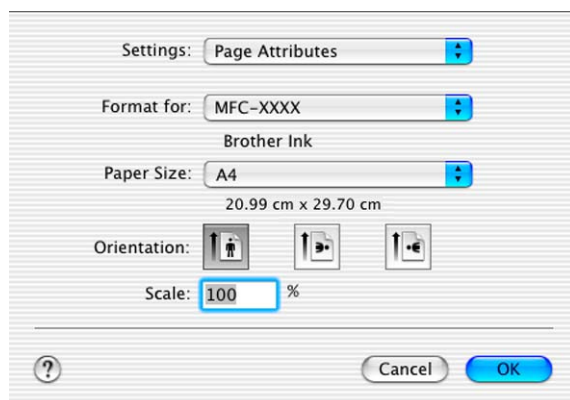 Settings: Page Attributes
Format for: MFC-XXXX
Brother Ink
Paper Size: A4
20.99 cm x 29.70 cm
Orientation:
Scale: 100 %
? Cancel OK